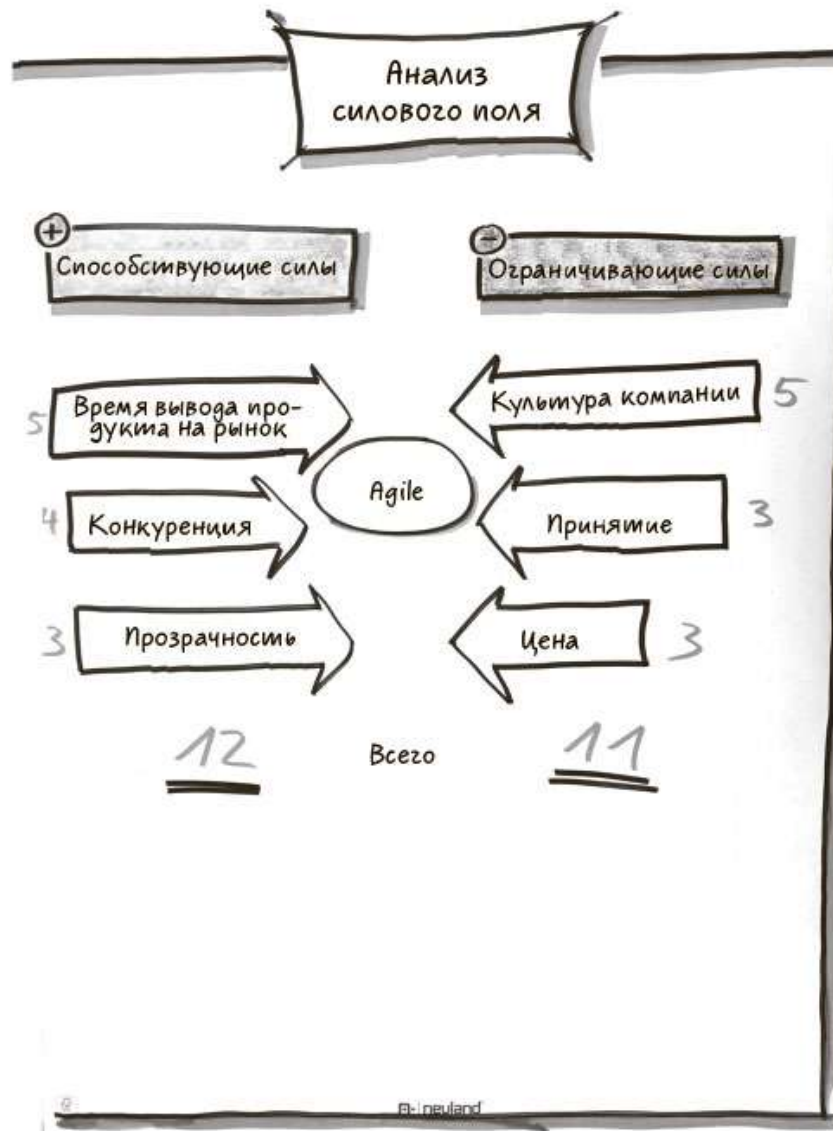 Анализ
силового поля
+
Способствующие силы
-
Ограничивающие силы
5
Время вывода про-
дукта на рынок
Культура компании
5
Agile
4
Конкуренция
Принятие
3
3
Прозрачность
Цена
3
12
Всего
11
neuland